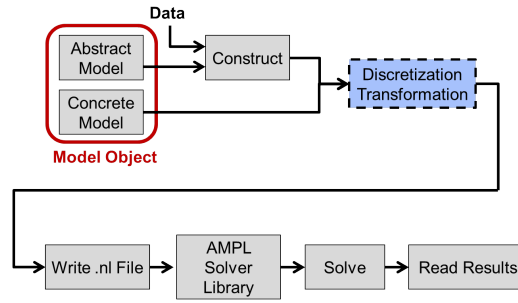 Data
Abstract
Model
Construct
Concrete
Model
Model Object
Discretization
Transformation
Write .nl File
AMPL
Solver
Library
Solve
Read Results